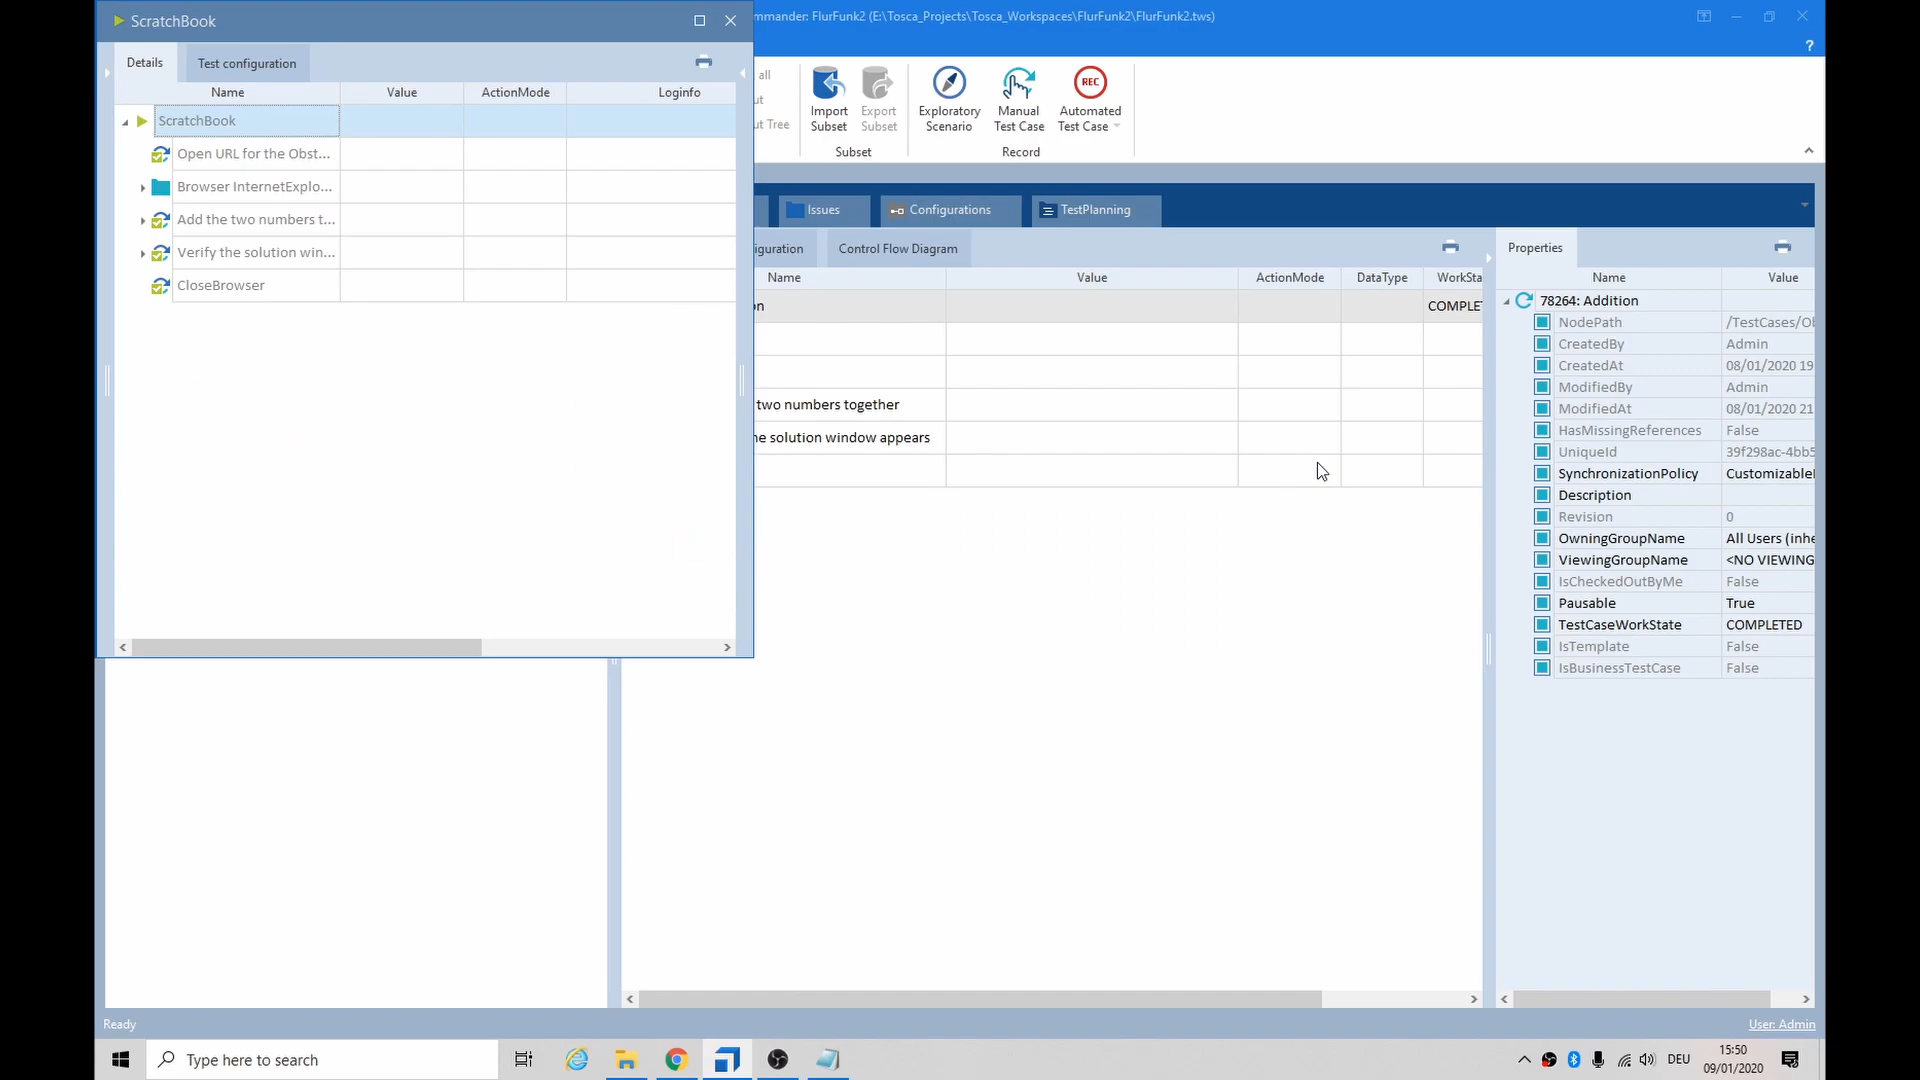 ScratchBook
Details
Test configuration
Name
Value
ActionMode
Loginfo
ScratchBook
Open URL for the Obst...
Browser InternetExplo...
Add the two numbers t...
Verify the solution win...
CloseBrowser
mmander: FlurFunk2 (E:\Tosca_Projects\Tosca_Workspaces\FlurFunk2\FlurFunk2.tws)
?
all
ut
ut Tree
Import
Subset
Export
Subset
Subset
Exploratory
Scenario
Manual
Test Case
REC
Automated
Test Case
Record
Issues
Configurations
TestPlanning
iguration
Control Flow Diagram
Name
Value
ActionMode
DataType
WorkSta
on
COMPLET
two numbers together
he solution window appears
Properties
Name
Value
78264: Addition
NodePath
/TestCases/Ob
CreatedBy
Admin
CreatedAt
08/01/2020 19
ModifiedBy
Admin
ModifiedAt
08/01/2020 21
HasMissingReferences
False
UniqueId
39f298ac-4bb5
SynchronizationPolicy
Customizable
Description
Revision
0
OwningGroupName
All Users (inhe
ViewingGroupName
<NO VIEWING
IsCheckedOutByMe
False
Pausable
True
TestCaseWorkState
COMPLETED
IsTemplate
False
IsBusinessTestCase
False
Ready
User: Admin
Type here to search
DEU
15:50
09/01/2020